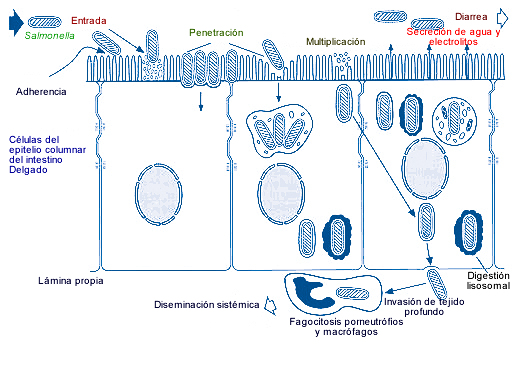 Entrada
Salmonella
Penetración
Multiplicación
Diarrea
Secreción de agua y
electrolitos
Adherencia
Células del
epitelio columnar
del intestino
Delgado
Lámina propia
Digestión
lisosomal
Diseminación sistémica
Invasión de tejido
profundo
Fagocitosis porneutrófios
y macrófagos